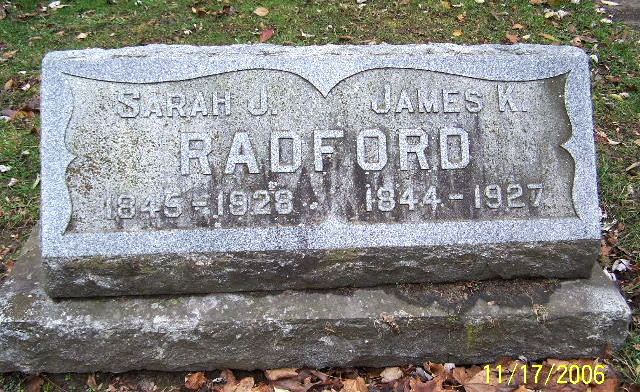 SARAH J. JAMES K.
RADFORD
1845 - 1928 . 1844 - 1927
11/17/2006